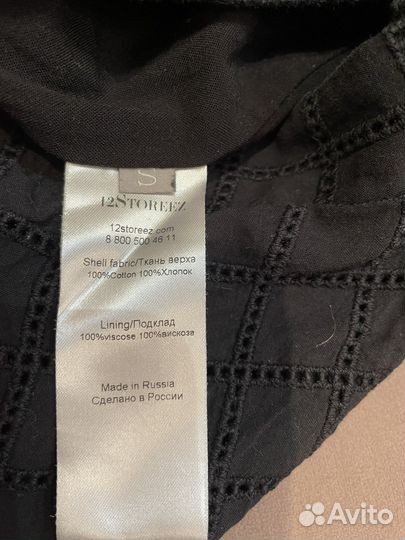 S
12STOREEZ
12storeez.com
8 800 500 46 11
Shell fabric/Ткань верха
100%Cotton 100%Хлопок
Lining/Подклад
100%viscose 100%вискоза
Made in Russia
Сделано в России
Avito